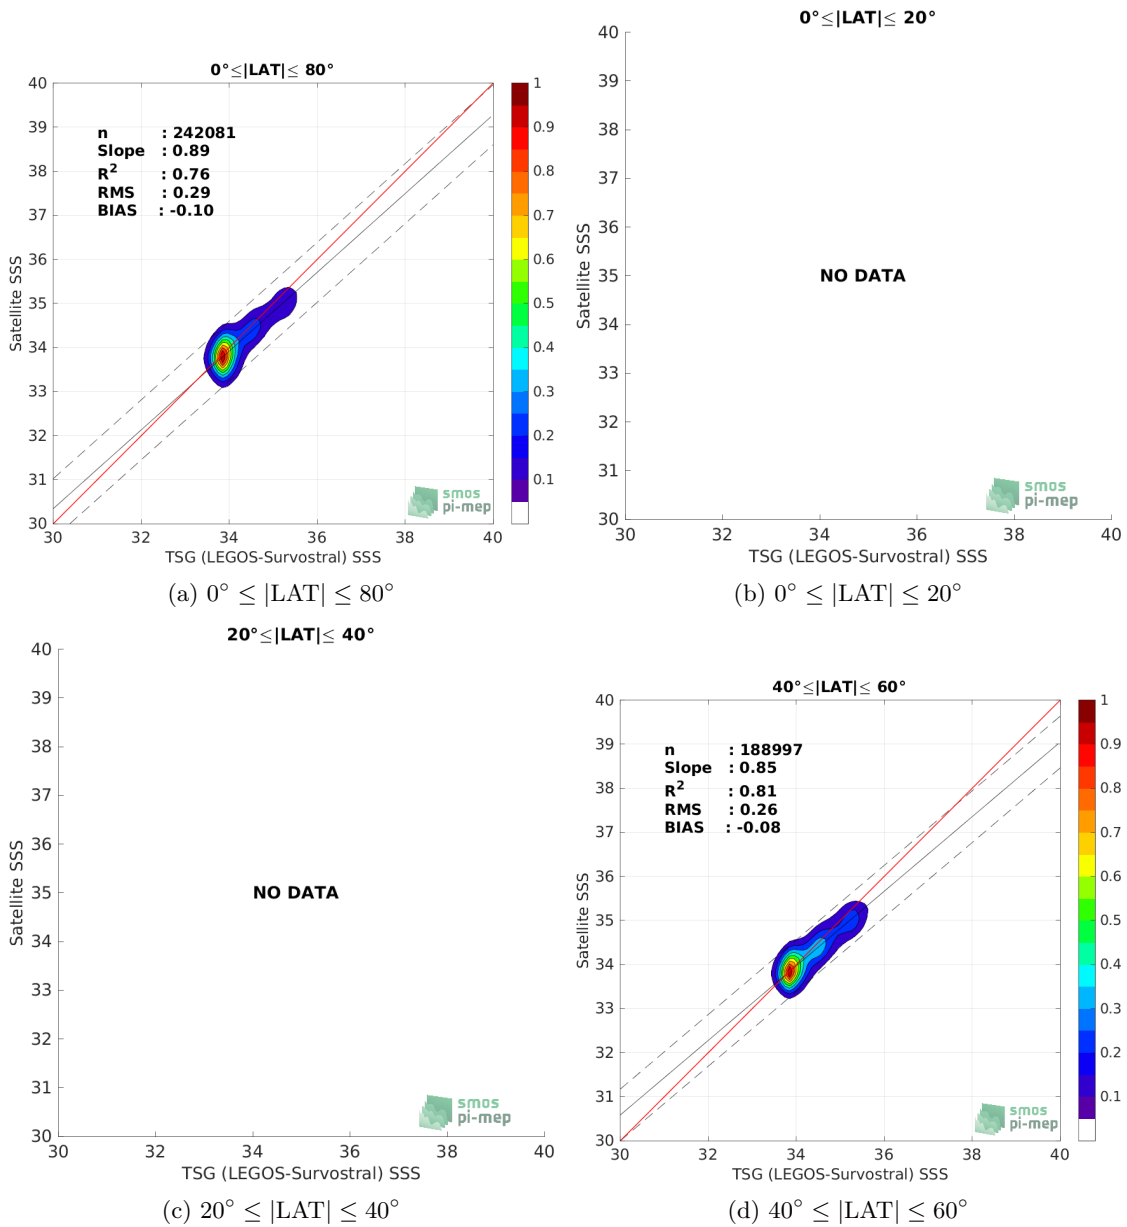 0°≤|LAT|≤ 80°
40
39
38
37
36
35
34
33
32
31
30
Satellite SSS
n : 242081
Slope : 0.89
R² : 0.76
RMS : 0.29
BIAS : -0.10
smos
pi-mep
30 32 34 36 38 40
TSG (LEGOS-Survostral) SSS
1
0.9
0.8
0.7
0.6
0.5
0.4
0.3
0.2
0.1
(a) 0° ≤ |LAT| ≤ 80°
0°≤|LAT|≤ 20°
40
39
38
37
36
35
34
33
32
31
30
Satellite SSS
NO DATA
smos
pi-mep
30 32 34 36 38 40
TSG (LEGOS-Survostral) SSS
(b) 0° ≤ |LAT| ≤ 20°
20°≤|LAT|≤ 40°
40
39
38
37
36
35
34
33
32
31
30
Satellite SSS
NO DATA
smos
pi-mep
30 32 34 36 38 40
TSG (LEGOS-Survostral) SSS
(c) 20° ≤ |LAT| ≤ 40°
40°≤|LAT|≤ 60°
40
39
38
37
36
35
34
33
32
31
30
Satellite SSS
n : 188997
Slope : 0.85
R² : 0.81
RMS : 0.26
BIAS : -0.08
smos
pi-mep
30 32 34 36 38 40
TSG (LEGOS-Survostral) SSS
1
0.9
0.8
0.7
0.6
0.5
0.4
0.3
0.2
0.1
(d) 40° ≤ |LAT| ≤ 60°